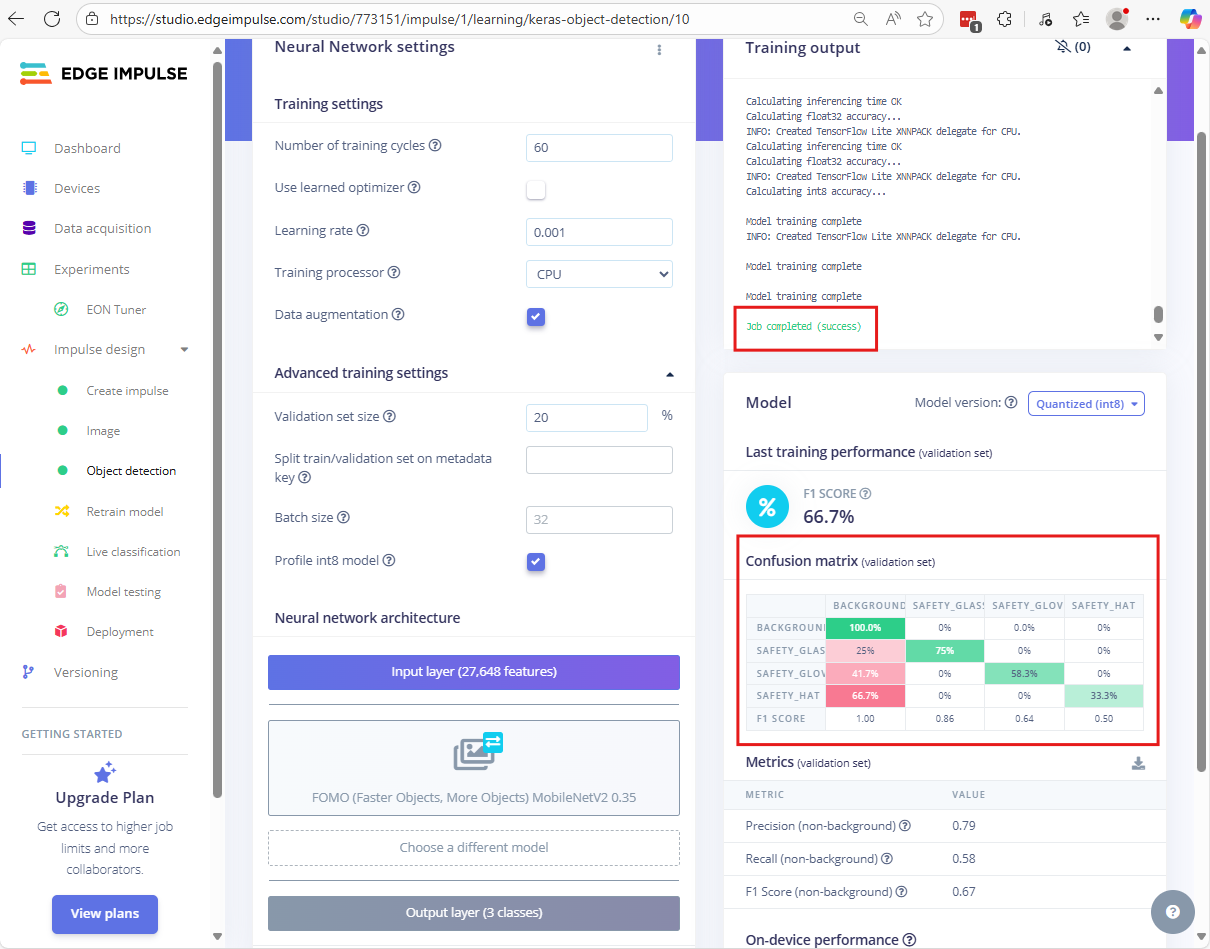 https://studio.edgeimpulse.com/studio/773151/impulse/1/learning/keras-object-detection/10
1
EDGE IMPULSE
Dashboard
Devices
Data acquisition
Experiments
EON Tuner
Impulse design
Create impulse
Image
Object detection
Retrain model
Live classification
Model testing
Deployment
Versioning
GETTING STARTED
Upgrade Plan
Get access to higher job
limits and more
collaborators.
View plans
Neural Network settings
Training settings
Number of training cycles ? 60
Use learned optimizer ?
Learning rate ? 0.001
Training processor ? CPU
Data augmentation ?
Advanced training settings
Validation set size ? 20 %
Split train/validation set on metadata
key ?
Batch size ? 32
Profile int8 model ?
Neural network architecture
Input layer (27,648 features)
FOMO (Faster Objects, More Objects) MobileNetV2 0.35
Choose a different model
Output layer (3 classes)
Training output (0)
Calculating inferencing time OK
Calculating float32 accuracy...
INFO: Created TensorFlow Lite XNNPACK delegate for CPU.
Calculating inferencing time OK
Calculating float32 accuracy...
INFO: Created TensorFlow Lite XNNPACK delegate for CPU.
Calculating int8 accuracy...
Model training complete
INFO: Created TensorFlow Lite XNNPACK delegate for CPU.
Model training complete
Model training complete
Job completed (success)
Model Model version: ? Quantized (int8)
Last training performance (validation set)
% F1 SCORE ?
66.7%
Confusion matrix (validation set)
BACKGROUND SAFETY_GLASS SAFETY_GLOV SAFETY_HAT
BACKGROUN 100.0% 0% 0.0% 0%
SAFETY_GLAS 25% 75% 0% 0%
SAFETY_GLOV 41.7% 0% 58.3% 0%
SAFETY_HAT 66.7% 0% 0% 33.3%
F1 SCORE 1.00 0.86 0.64 0.50
Metrics (validation set)
METRIC VALUE
Precision (non-background) ? 0.79
Recall (non-background) ? 0.58
F1 Score (non-background) ? 0.67
On-device performance ?
?